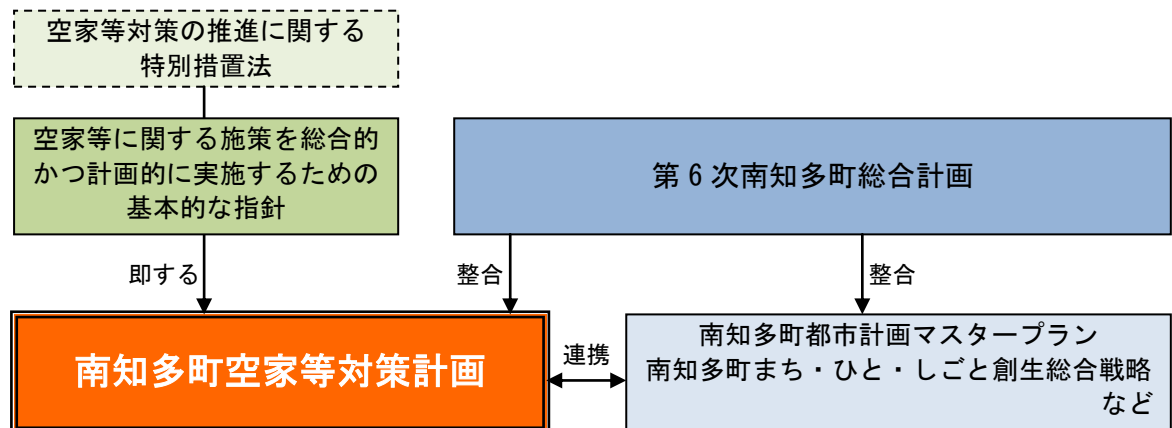 空家等対策の推進に関する
特別措置法
空家等に関する施策を総合的
かつ計画的に実施するための
基本的な指針
第6次南知多町総合計画
即する
整合
整合
南知多町空家等対策計画
連携
南知多町都市計画マスタープラン
南知多町まち・ひと・しごと創生総合戦略
など